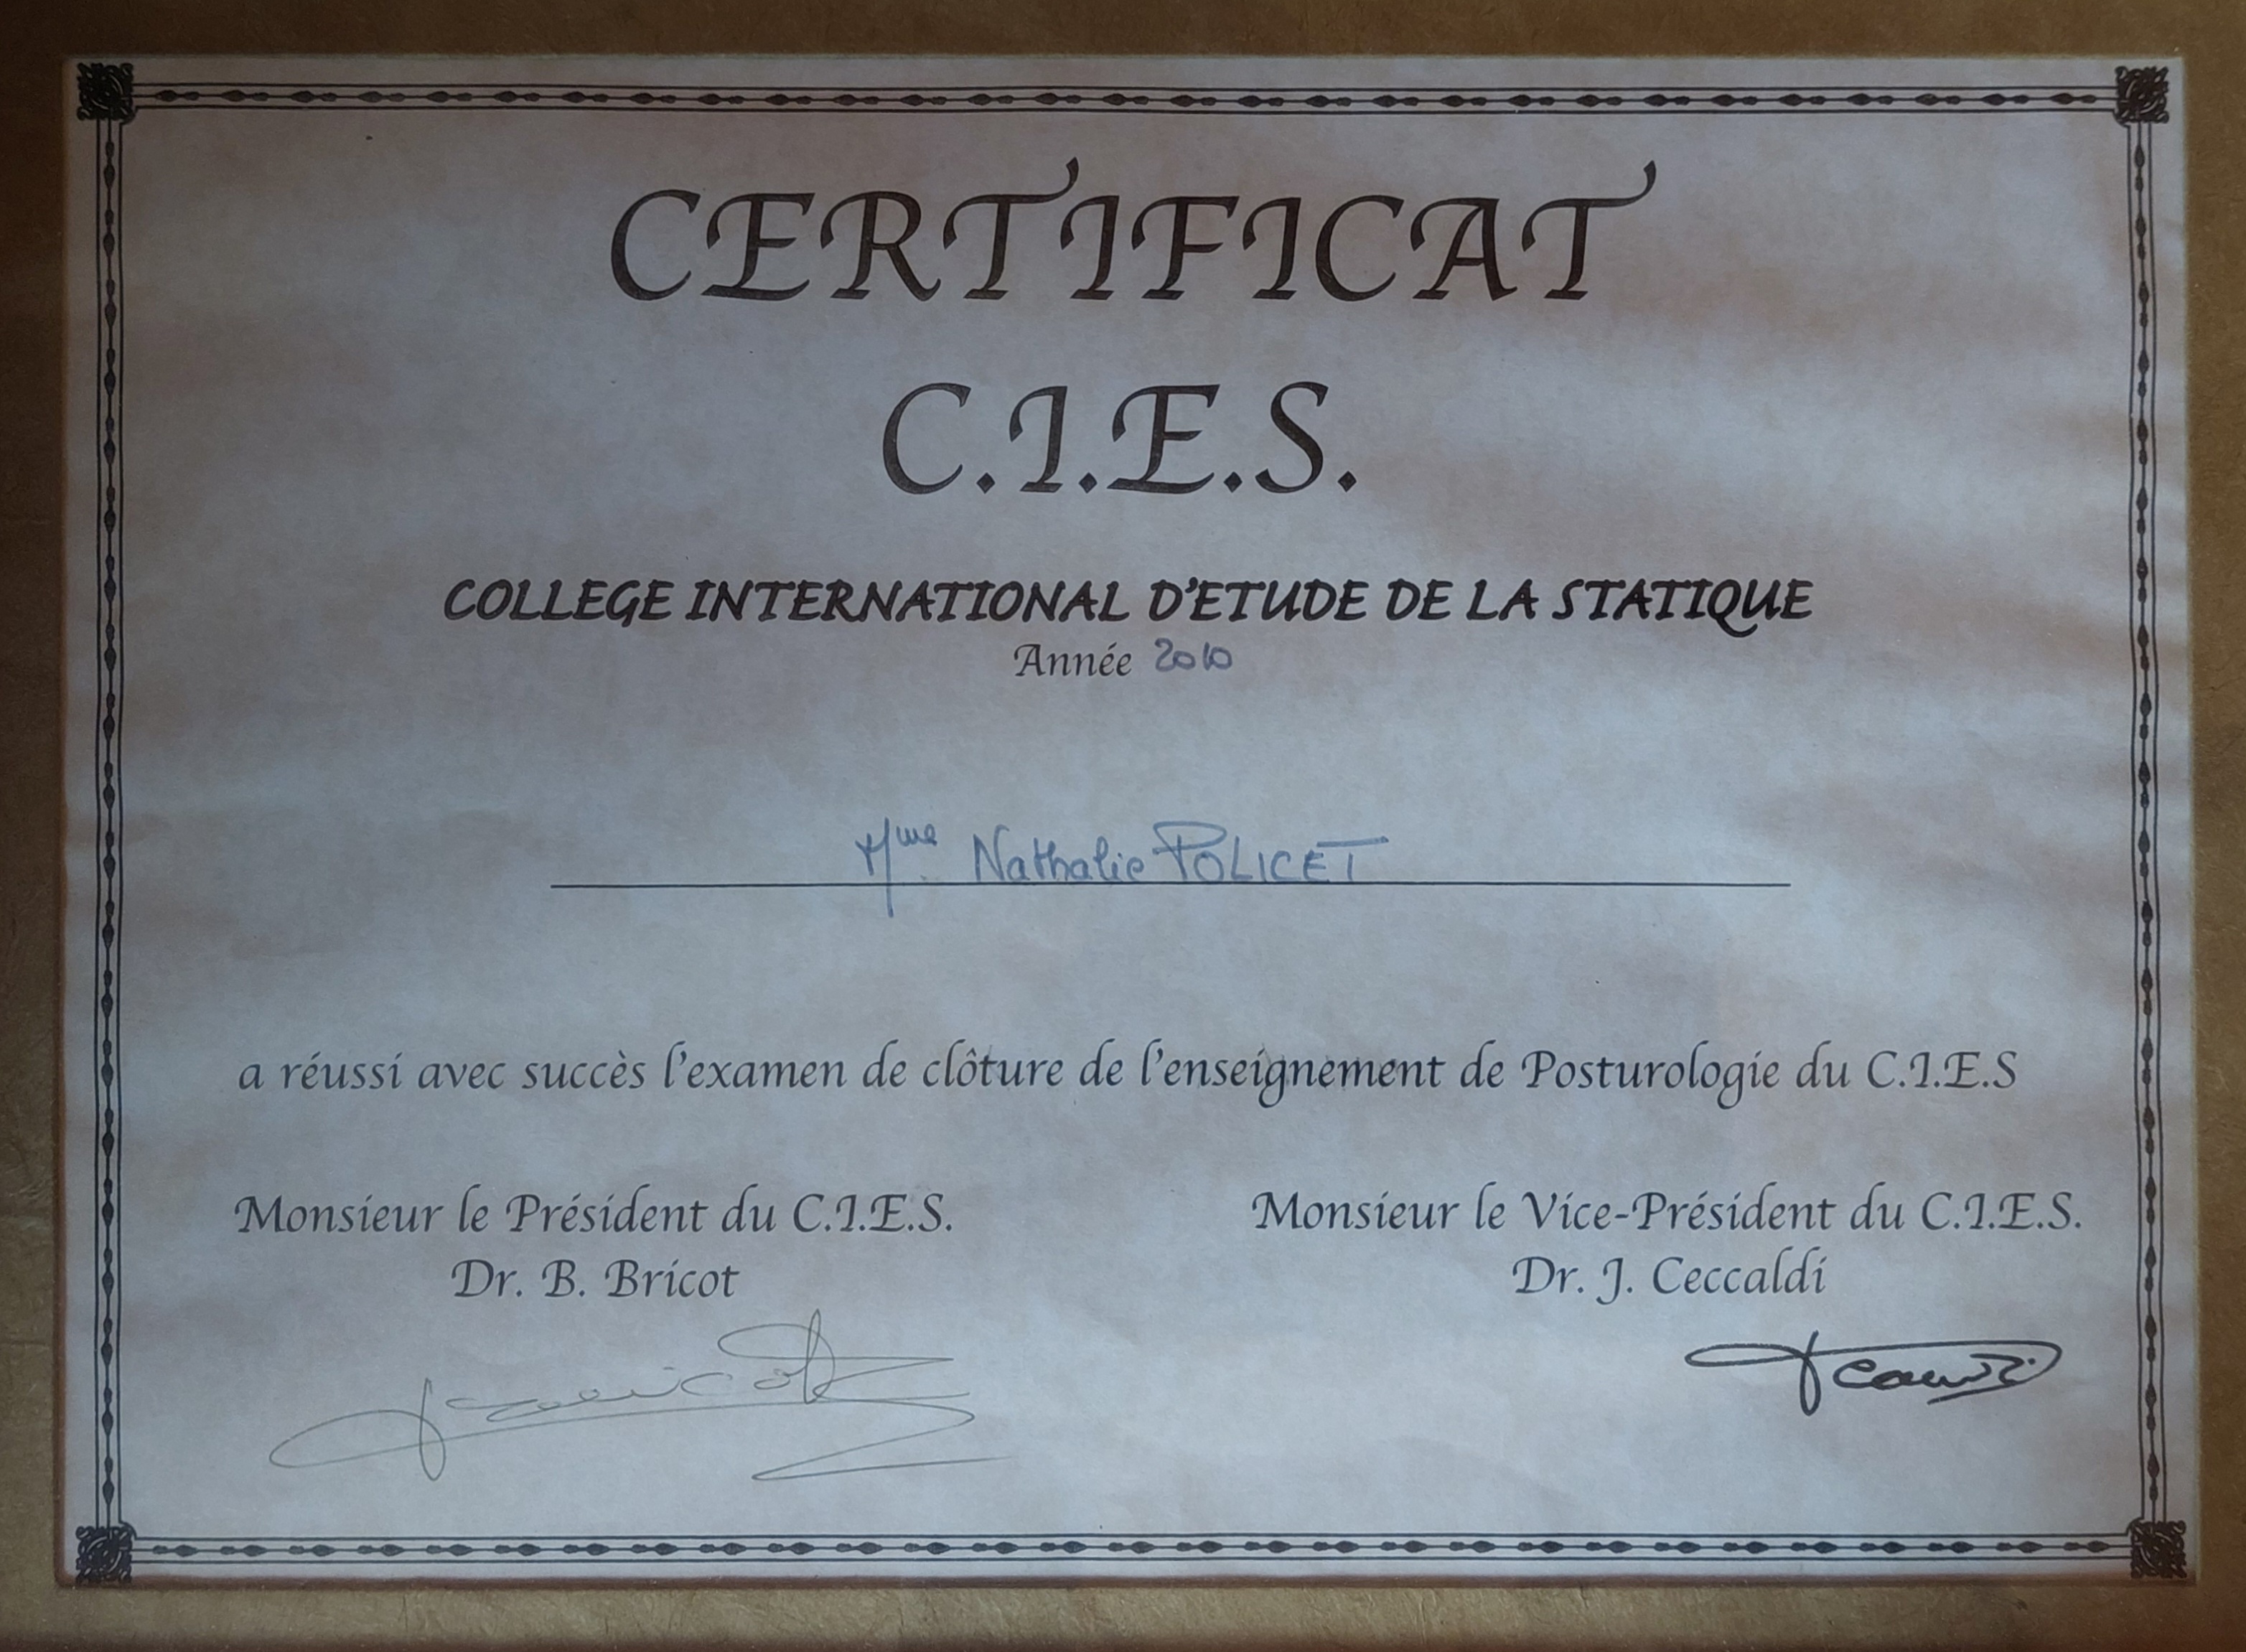 CERTIFICAT
C.I.E.S.
COLLEGE INTERNATIONAL D'ETUDE DE LA STATIQUE
Année 2010
Mme Nathalie POLICET
a réussi avec succès l'examen de clôture de l'enseignement de Posturologie du C.I.E.S
Monsieur le Président du C.I.E.S.
Dr. B. Bricot
Monsieur le Vice-Président du C.I.E.S.
Dr. J. Ceccaldi